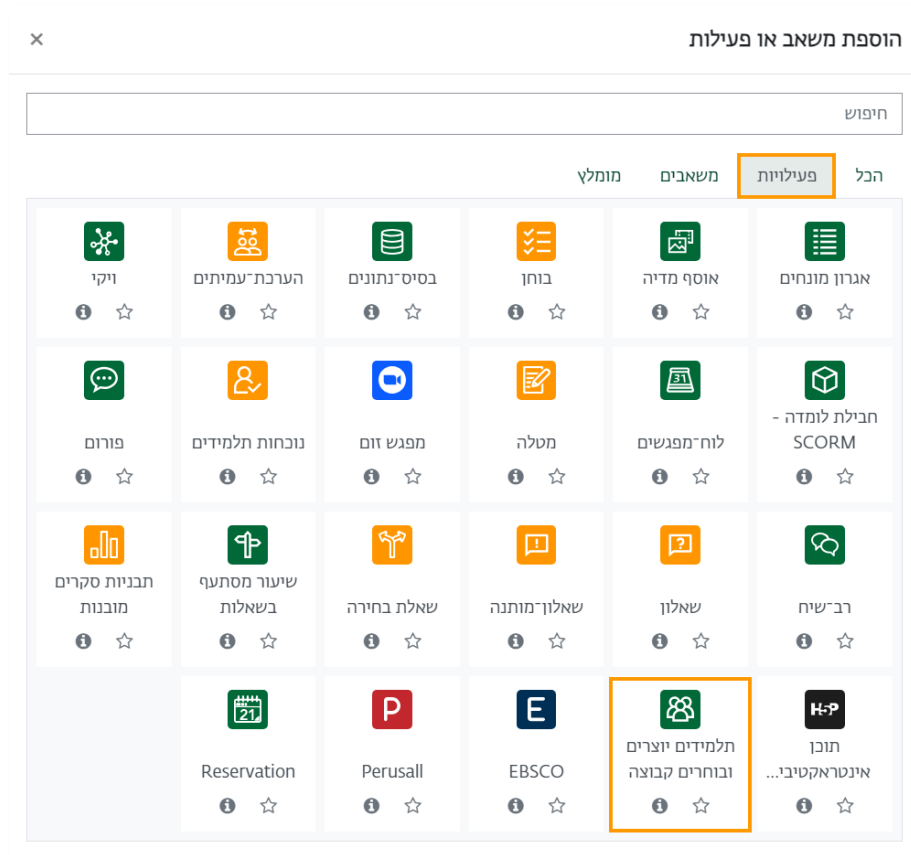 הוספת משאב או פעילות
×
חיפוש
הכל פעילויות משאבים מומלץ
אגרון מונחים
אוסף מדיה
בוחן
בסיס־נתונים
הערכת־עמיתים
ויקי
חבילת לומדה -
SCORM
לוח־מפגשים
31
מטלה
מפגש זום
נוכחות תלמידים
פורום
רב־שיח
שאלון
שאלון־מותנה
שאלת בחירה
שיעור מסתעף
בשאלות
תבניות סקרים
מובנות
H5P
תוכן
אינטראקטיבי...
תלמידים יוצרים
ובוחרים קבוצה
E
EBSCO
P
Perusall
21
Reservation